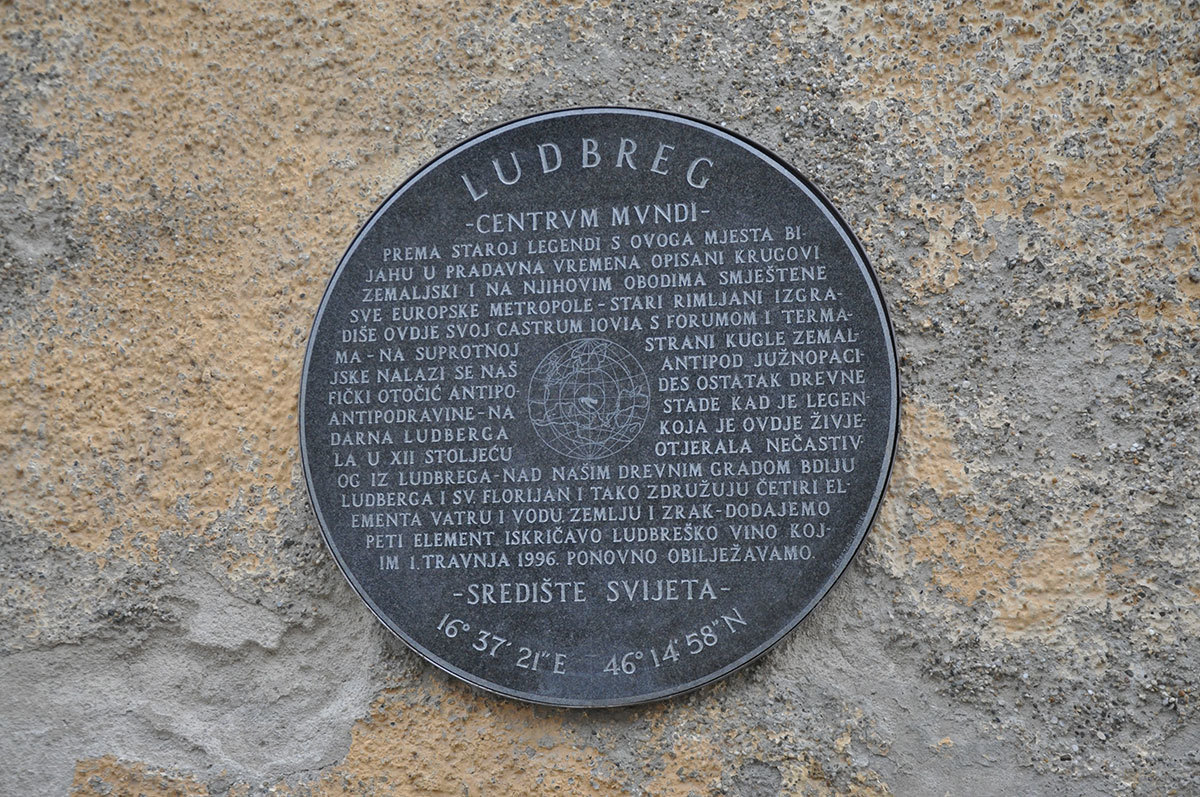 LUDBREG
-CENTRVM MVNDI-
PREMA STAROJ LEGENDI S OVOGA MJESTA BI-
JAHU U PRADAVNA VREMENA OPISANI KRUGOVI
ZEMALJSKI I NA NJIHOVIM OBODIMA SMJEŠTENE
SVE EUROPSKE METROPOLE-STARI RIMLJANI IZGRA-
DIŠE OVDJE SVOJ CASTRUM IOVIA S FORUMOM I TERMA-
MA-NA SUPROTNOJ STRANI KUGLE ZEMAL-
JSKE NALAZI SE NAŠ ANTIPOD JUŽNOPACI-
FIČKI OTOČIĆ ANTIPO- DES OSTATAK DREVNE
ANTIPODRAVINE-NA STADE KAD JE LEGEN
DARNA LUDBERGA KOJA JE OVDJE ŽIVJE-
LA U XII STOLJEĆU OTJERALA NEČASTIV-
OG IZ LUDBREGA-NAD NAŠIM DREVNIM GRADOM BDIJU
LUDBERGA I SV. FLORIJAN I TAKO ZDRUŽUJU ČETIRI EL-
EMENTA VATRU I VODU, ZEMLJU I ZRAK-DODAJEMO
PETI ELEMENT, ISKRIČAVO LUDBREŠKO VINO KOJ-
IM 1. TRAVNJA 1996. PONOVNO OBILJEŽAVAMO
-SREDIŠTE SVIJETA-
16° 37' 21" E 46° 14' 58" N